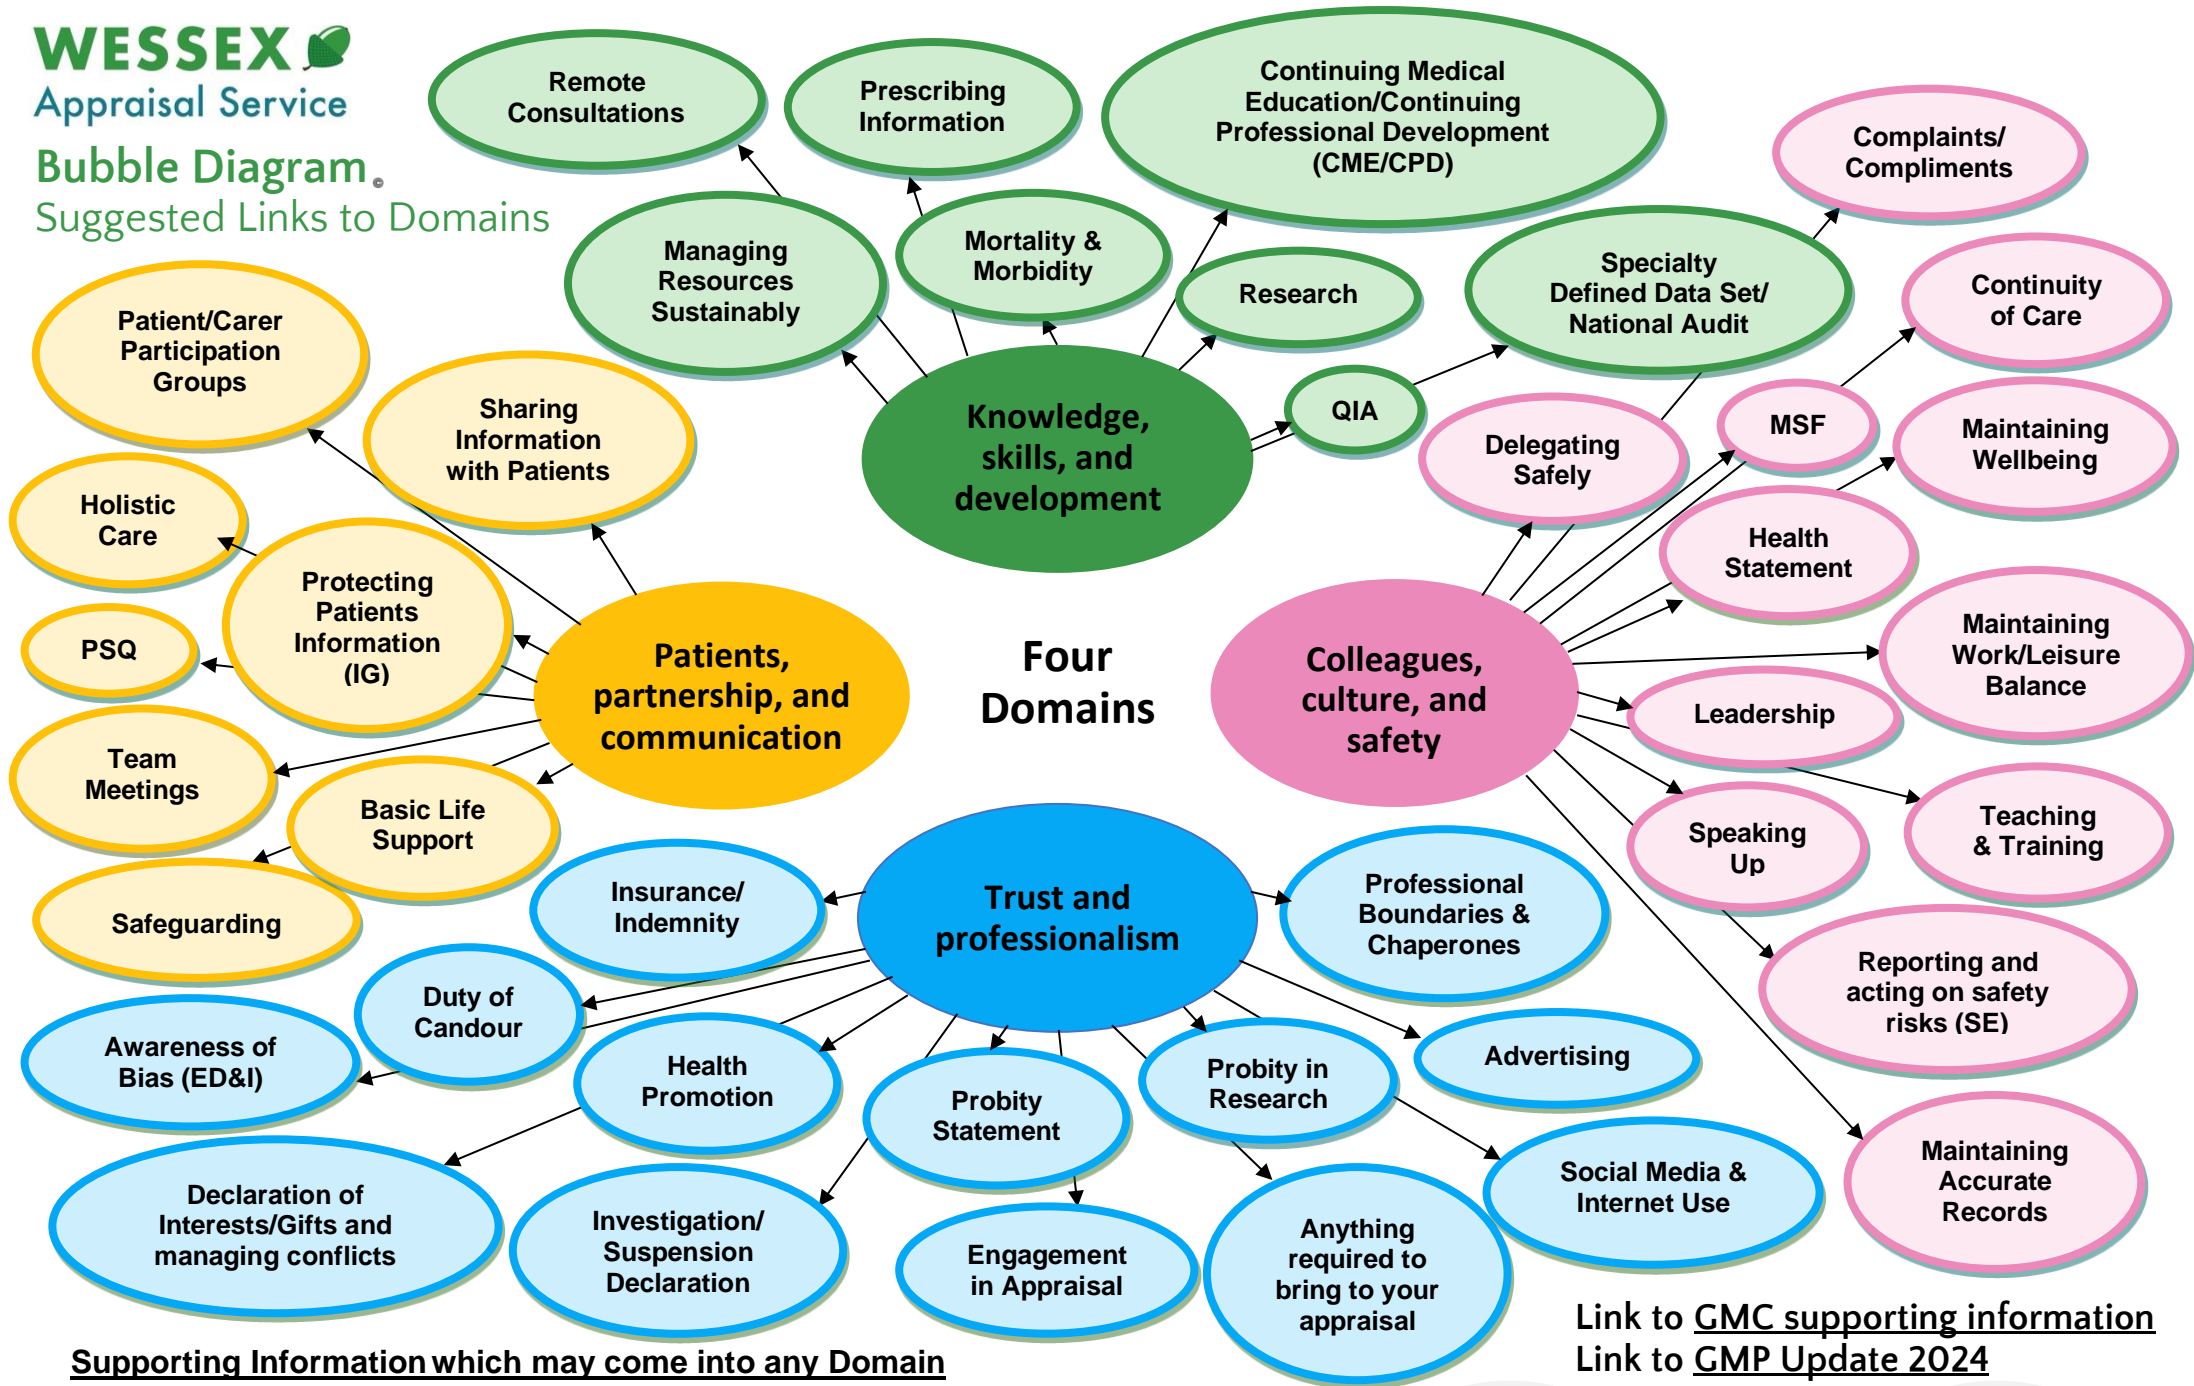 WESSEX
Appraisal Service
Bubble Diagram©
Suggested Links to Domains
Remote
Consultations
Prescribing
Information
Continuing Medical
Education/Continuing
Professional Development
(CME/CPD)
Complaints/
Compliments
Managing
Resources
Sustainably
Mortality &
Morbidity
Research
Specialty
Defined Data Set/
National Audit
Continuity
of Care
Patient/Carer
Participation
Groups
Sharing
Information
with Patients
Knowledge,
skills, and
development
QIA
Delegating
Safely
MSF
Maintaining
Wellbeing
Holistic
Care
Protecting
Patients
Information
(IG)
Health
Statement
PSQ
Patients,
partnership, and
communication
Four
Domains
Colleagues,
culture, and
safety
Maintaining
Work/Leisure
Balance
Leadership
Team
Meetings
Basic Life
Support
Speaking
Up
Teaching
& Training
Safeguarding
Insurance/
Indemnity
Trust and
professionalism
Professional
Boundaries &
Chaperones
Reporting and
acting on safety
risks (SE)
Duty of
Candour
Awareness of
Bias (ED&I)
Health
Promotion
Probity
Statement
Probity in
Research
Advertising
Maintaining
Accurate
Records
Declaration of
Interests/Gifts and
managing conflicts
Investigation/
Suspension
Declaration
Engagement
in Appraisal
Anything
required to
bring to your
appraisal
Social Media &
Internet Use
Link to GMC supporting information
Link to GMP Update 2024
Supporting Information which may come into any Domain